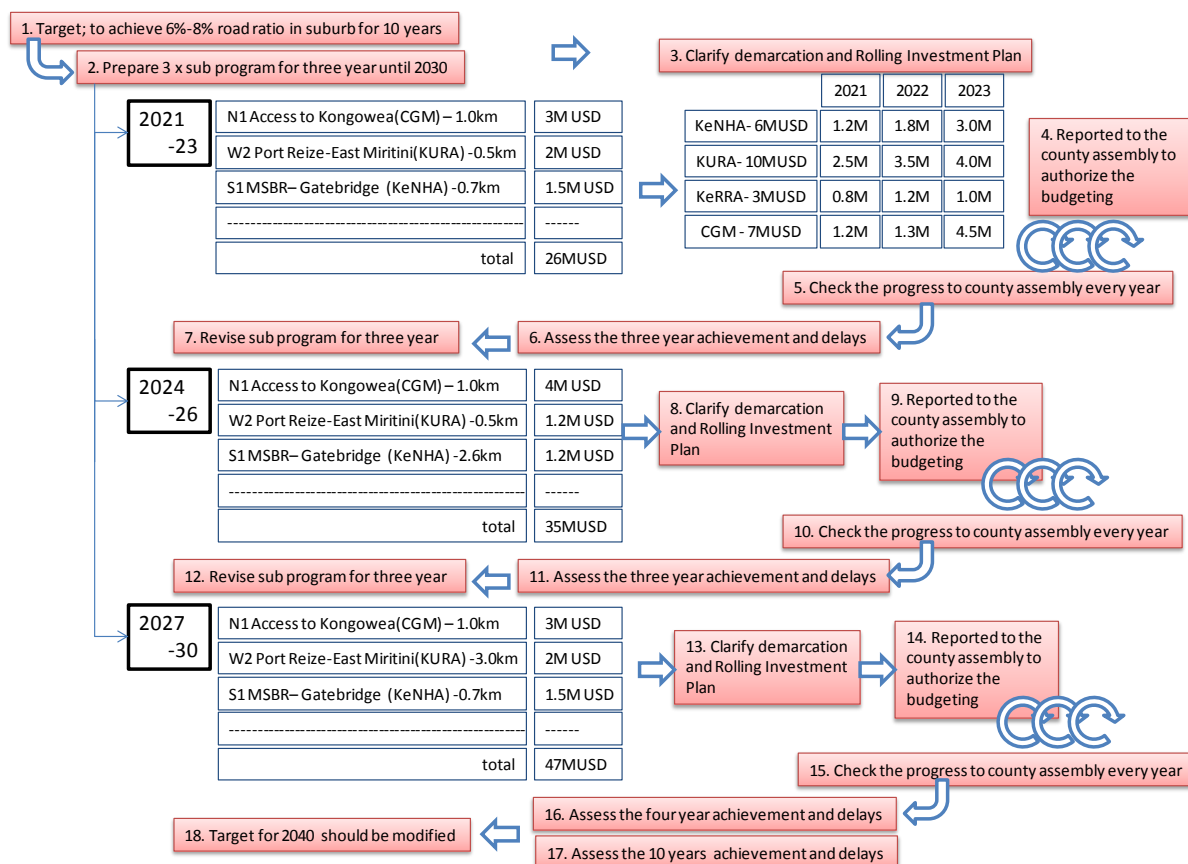 1. Target; to achieve 6%-8% road ratio in suburb for 10 years
2. Prepare 3 x sub program for three year until 2030
3. Clarify demarcation and Rolling Investment Plan
2021
-23
N1 Access to Kongowea(CGM) – 1.0km 3M USD
W2 Port Reize-East Miritini(KURA) -0.5km 2M USD
S1 MSBR– Gatebridge (KeNHA) -0.7km 1.5M USD
---------------------------------------------------- ------
total 26MUSD
2021 2022 2023
KeNHA- 6MUSD 1.2M 1.8M 3.0M
KURA- 10MUSD 2.5M 3.5M 4.0M
KeRRA- 3MUSD 0.8M 1.2M 1.0M
CGM - 7MUSD 1.2M 1.3M 4.5M
4. Reported to the
county assembly to
authorize the
budgeting
5. Check the progress to county assembly every year
6. Assess the three year achievement and delays
7. Revise sub program for three year
2024
-26
N1 Access to Kongowea(CGM) – 1.0km 4M USD
W2 Port Reize-East Miritini(KURA) -0.5km 1.2M USD
S1 MSBR– Gatebridge (KeNHA) -2.6km 1.2M USD
---------------------------------------------------- ------
total 35MUSD
8. Clarify demarcation
and Rolling Investment
Plan
9. Reported to the
county assembly to
authorize the
budgeting
10. Check the progress to county assembly every year
11. Assess the three year achievement and delays
12. Revise sub program for three year
2027
-30
N1 Access to Kongowea(CGM) – 1.0km 3M USD
W2 Port Reize-East Miritini(KURA) -3.0km 2M USD
S1 MSBR– Gatebridge (KeNHA) -0.7km 1.5M USD
---------------------------------------------------- ------
total 47MUSD
13. Clarify demarcation
and Rolling Investment
Plan
14. Reported to the
county assembly to
authorize the
budgeting
15. Check the progress to county assembly every year
16. Assess the four year achievement and delays
17. Assess the 10 years achievement and delays
18. Target for 2040 should be modified